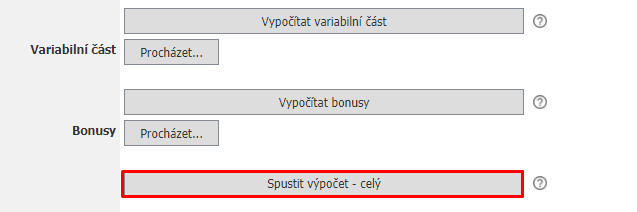 Vypočítat variabilní část
Variabilní část
Procházet...
Vypočítat bonusy
Bonusy
Procházet...
Spustit výpočet - celý